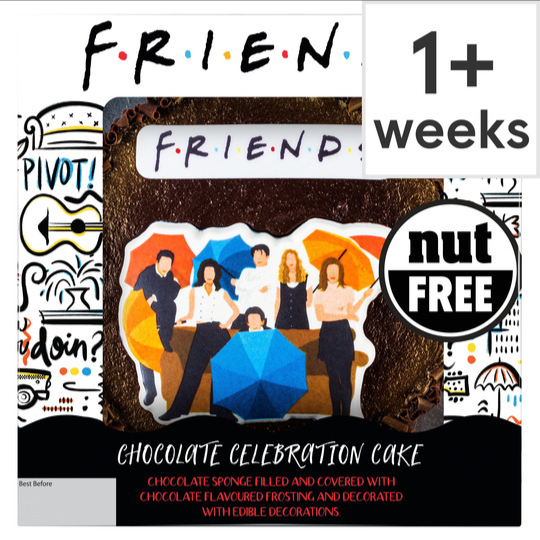 F·R·I·E·N·
1+
weeks
F·R·I·E·N·D·S
PIVOT!
nut
FREE
doin?
CHOCOLATE CELEBRATION CAKE
Best Before
CHOCOLATE SPONGE FILLED AND COVERED WITH
CHOCOLATE FLAVOURED FROSTING AND DECORATED
WITH EDIBLE DECORATIONS.